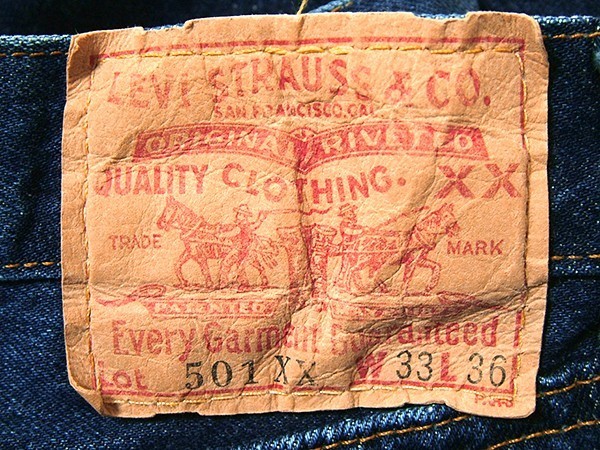 LEVI STRAUSS & CO.
SAN FRANCISCO, CAL.
ORIGINAL RIVETED
QUALITY CLOTHING. XX
TRADE MARK
Every Garment Guaranteed
Lot 501XX W 33 L 36